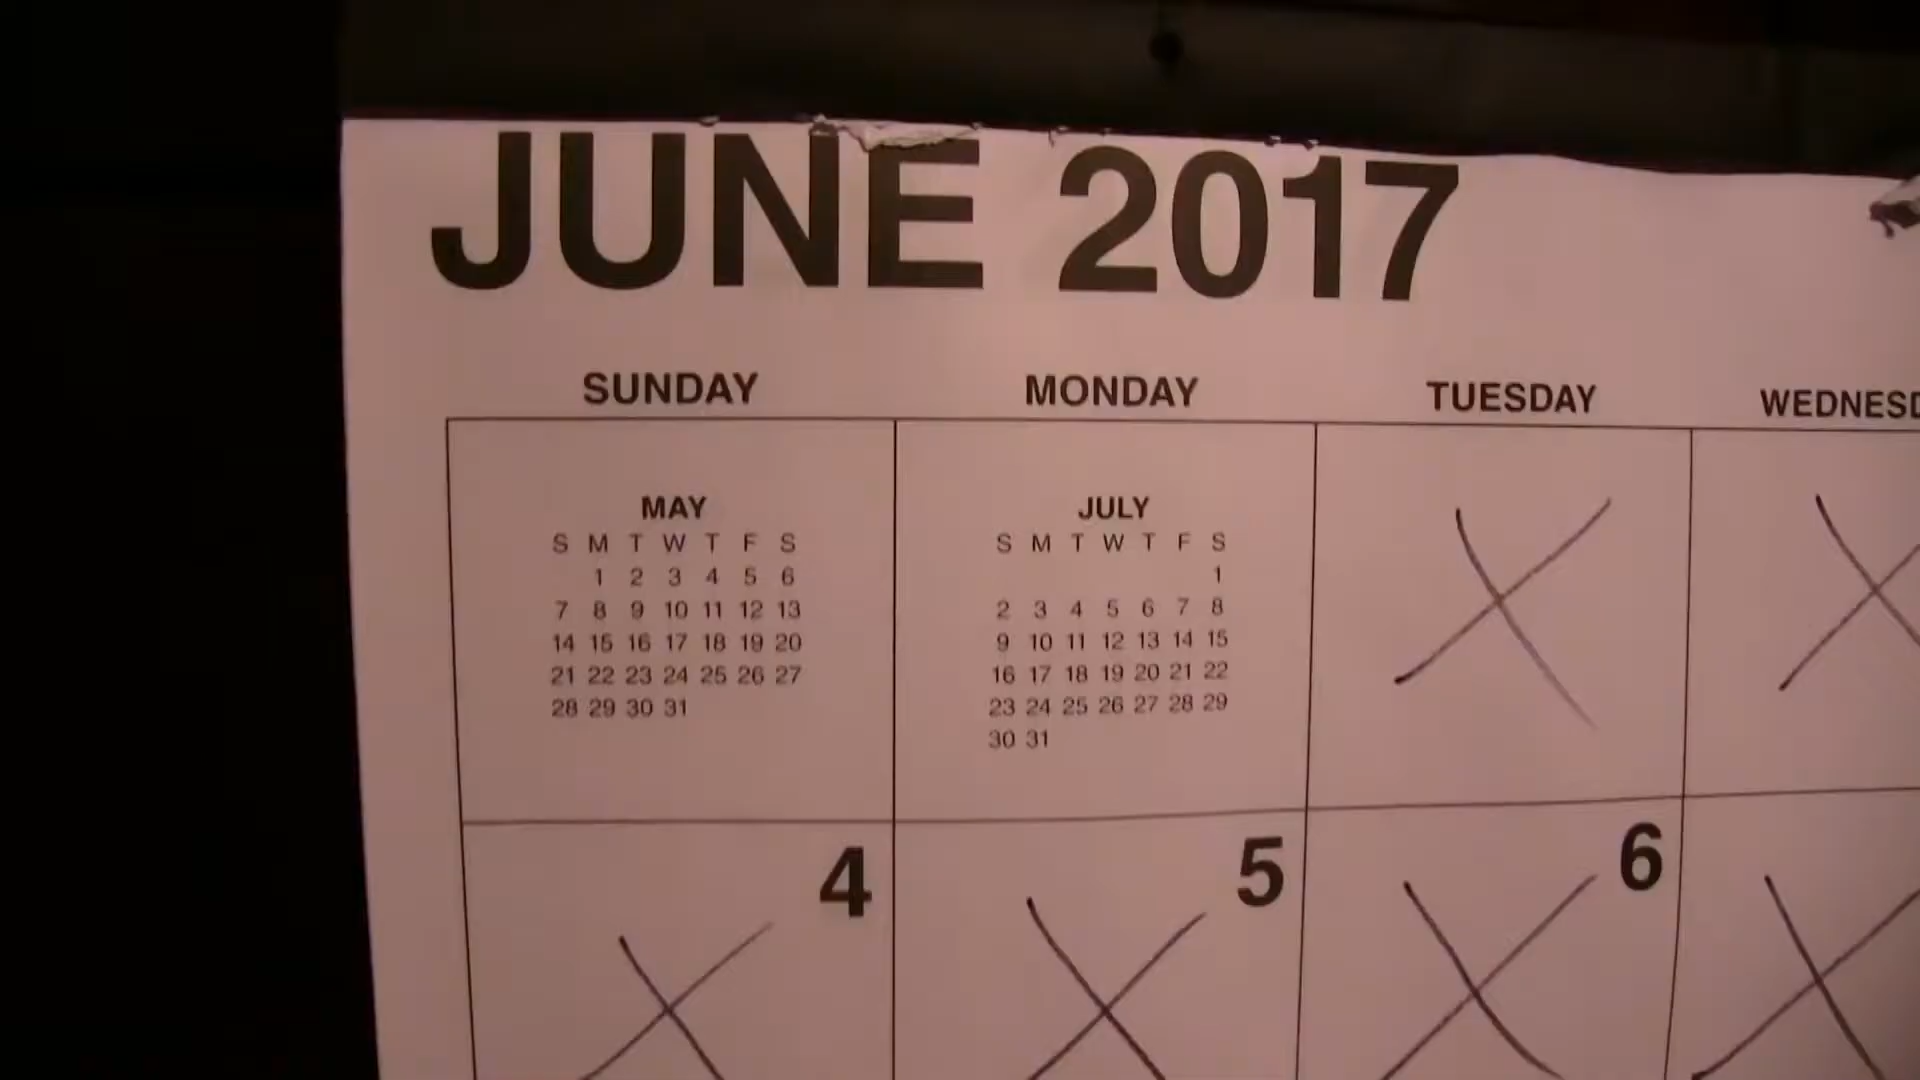 JUNE 2017
SUNDAY MONDAY TUESDAY WEDNESD
MAY
S M T W T F S
1 2 3 4 5 6
7 8 9 10 11 12 13
14 15 16 17 18 19 20
21 22 23 24 25 26 27
28 29 30 31
JULY
S M T W T F S
1
2 3 4 5 6 7 8
9 10 11 12 13 14 15
16 17 18 19 20 21 22
23 24 25 26 27 28 29
30 31
4 5 6